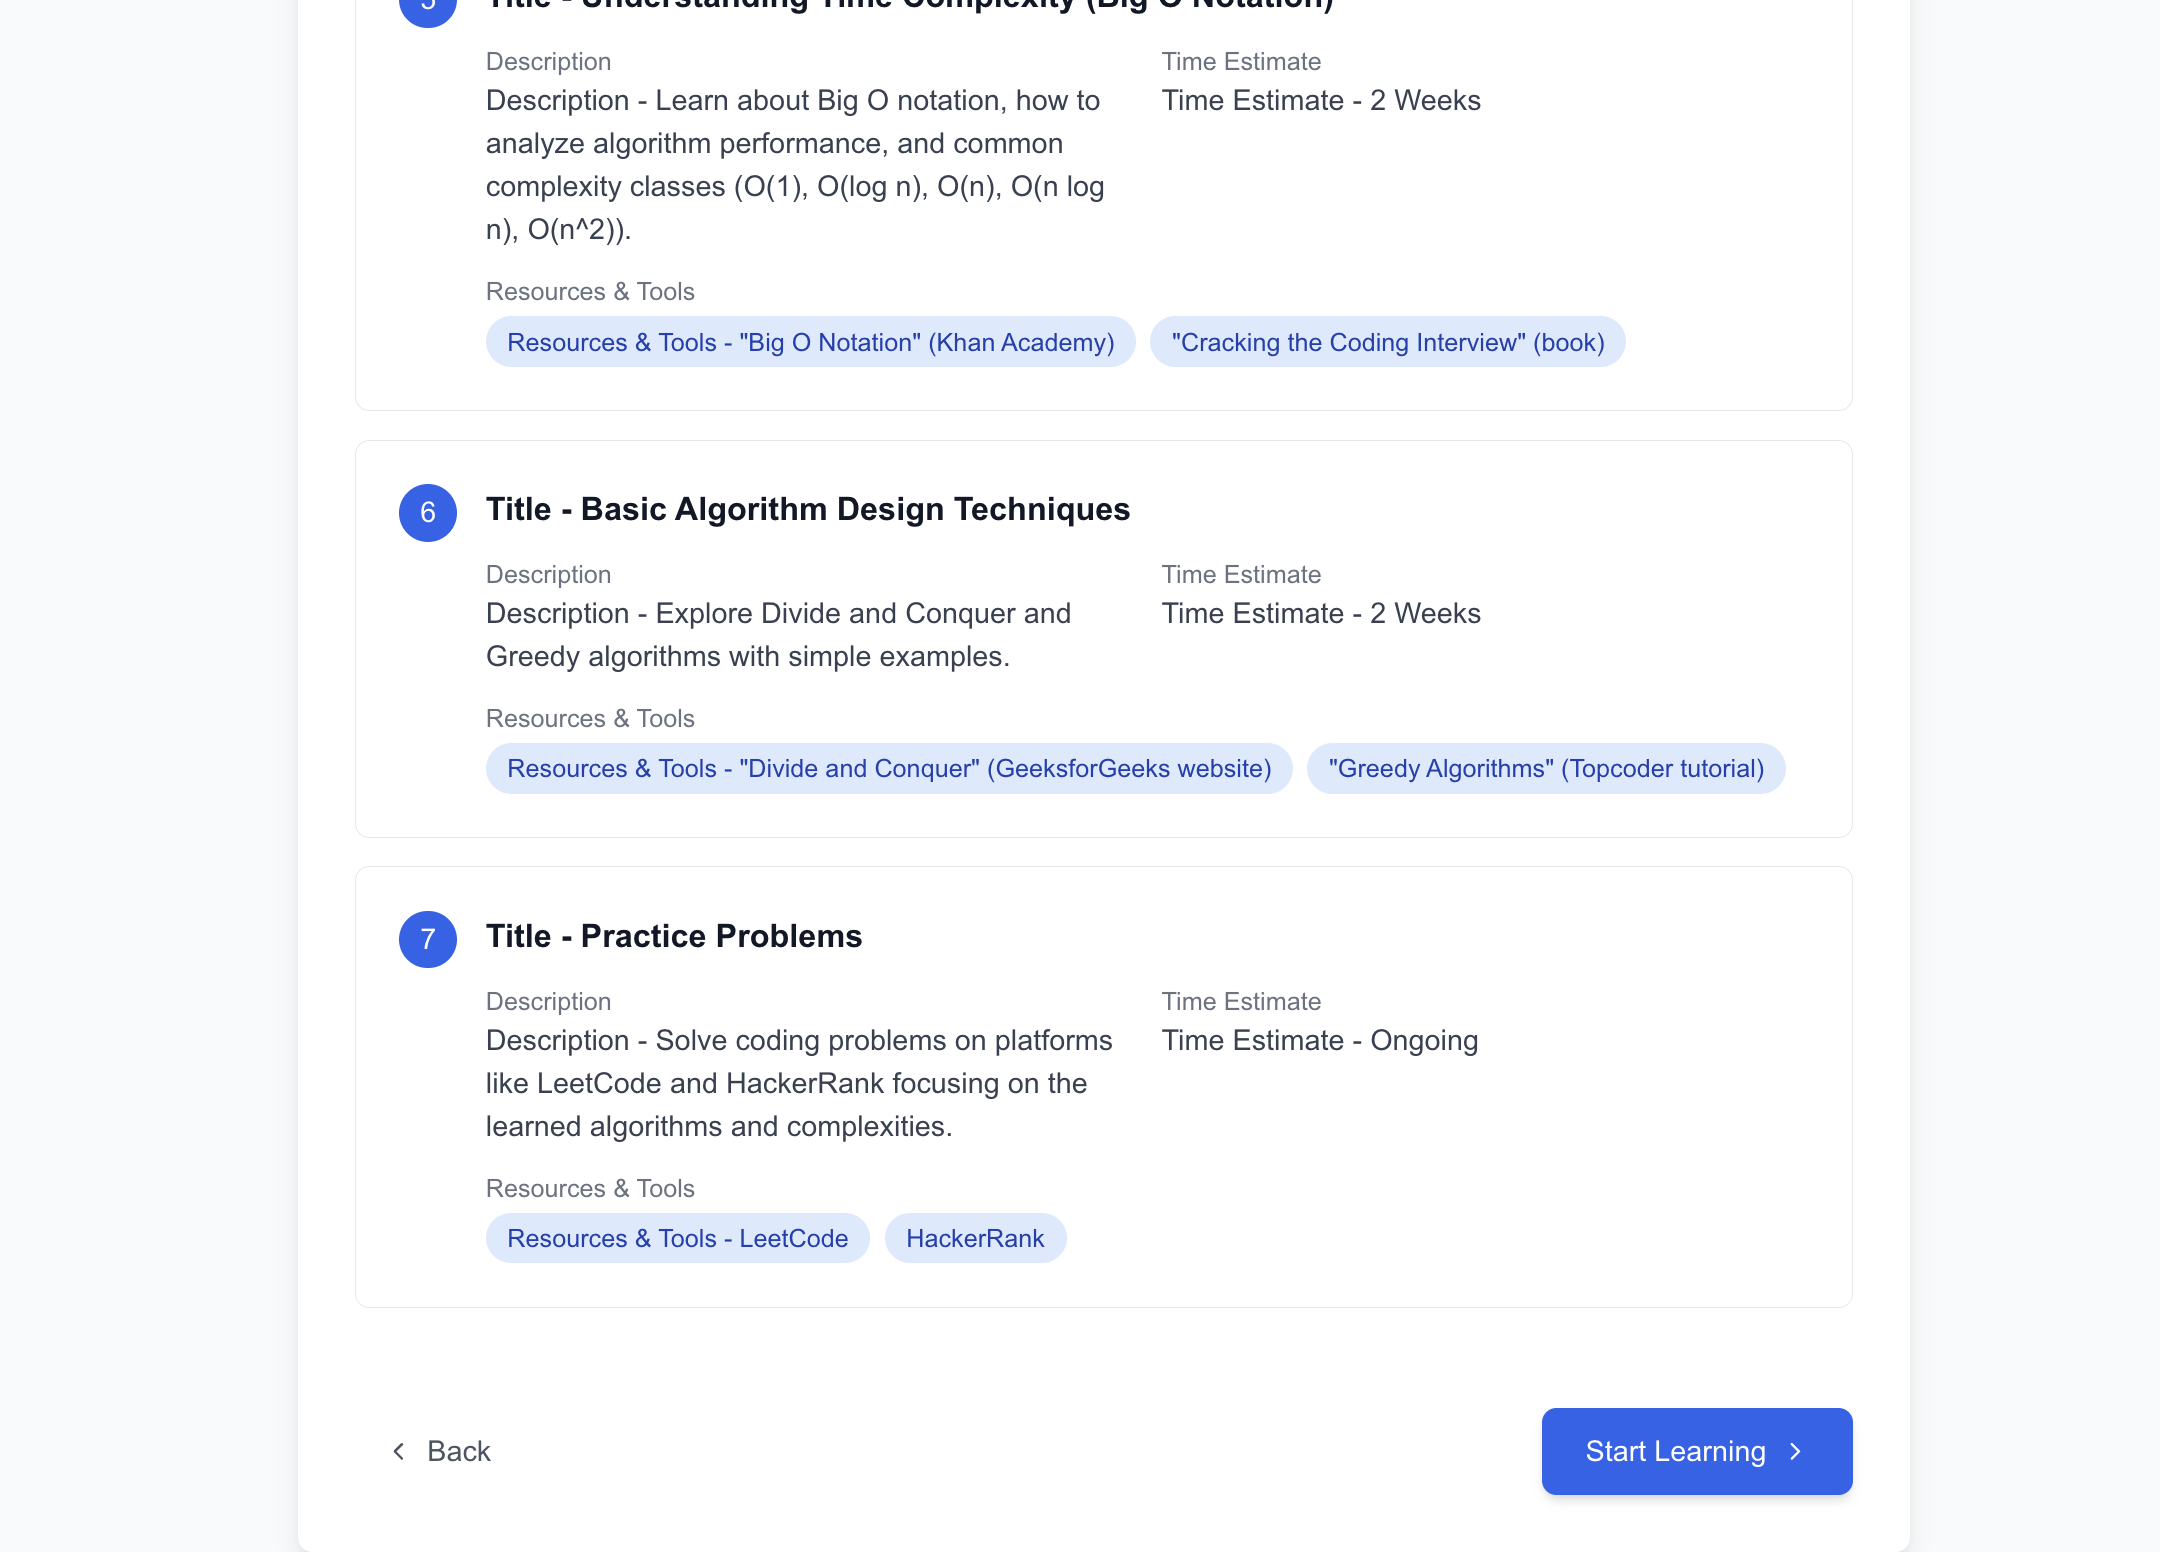 5
Title - Understanding Time Complexity (Big O Notation)
Description
Time Estimate
Description - Learn about Big O notation, how to
analyze algorithm performance, and common
complexity classes (O(1), O(log n), O(n), O(n log
n), O(n^2)).
Time Estimate - 2 Weeks
Resources & Tools
Resources & Tools - "Big O Notation" (Khan Academy)
"Cracking the Coding Interview" (book)
6
Title - Basic Algorithm Design Techniques
Description
Time Estimate
Description - Explore Divide and Conquer and
Greedy algorithms with simple examples.
Time Estimate - 2 Weeks
Resources & Tools
Resources & Tools - "Divide and Conquer" (GeeksforGeeks website)
"Greedy Algorithms" (Topcoder tutorial)
7
Title - Practice Problems
Description
Time Estimate
Description - Solve coding problems on platforms
like LeetCode and HackerRank focusing on the
learned algorithms and complexities.
Time Estimate - Ongoing
Resources & Tools
Resources & Tools - LeetCode
HackerRank
Back
Start Learning